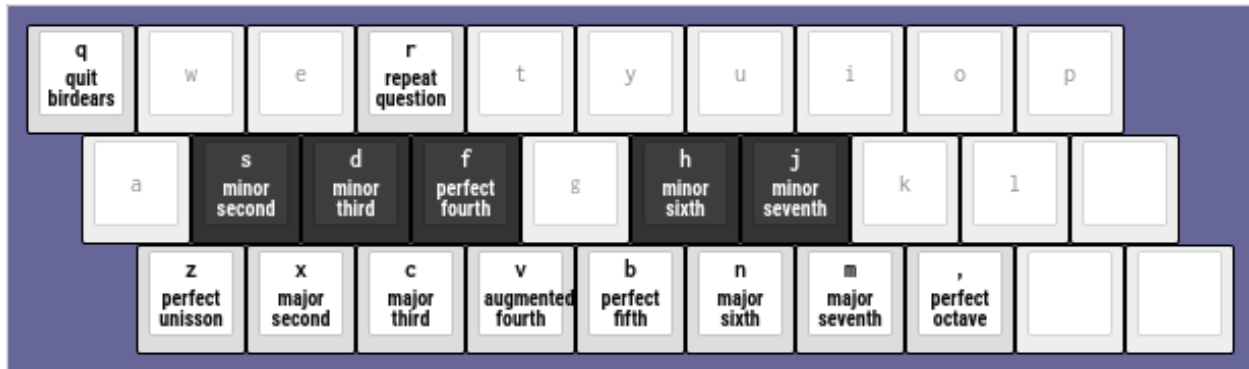 q w e r t y u i o p
quit repeat
birdears question
a s d f g h j k l
minor minor perfect minor minor
second third fourth sixth seventh
z x c v b n m ,
perfect major major augmented perfect major major perfect
unisson second third fourth fifth sixth seventh octave